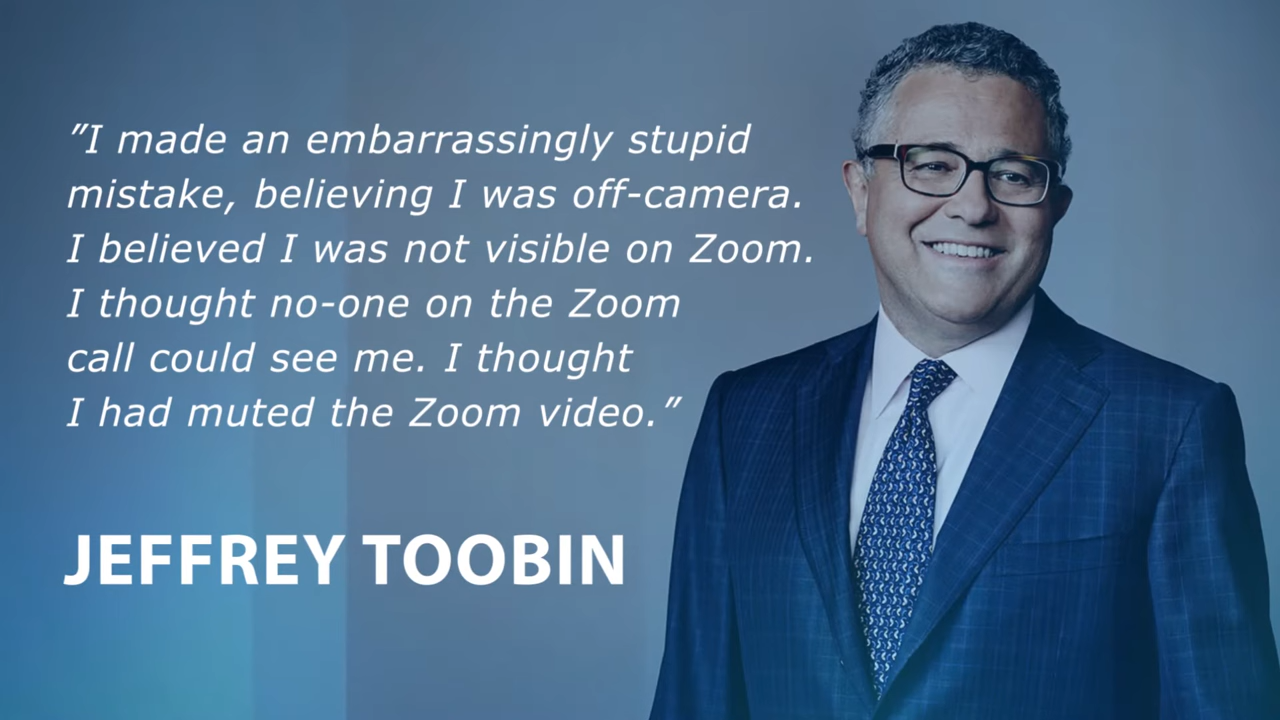 "I made an embarrassingly stupid
mistake, believing I was off-camera.
I believed I was not visible on Zoom.
I thought no-one on the Zoom
call could see me. I thought
I had muted the Zoom video."
JEFFREY TOOBIN